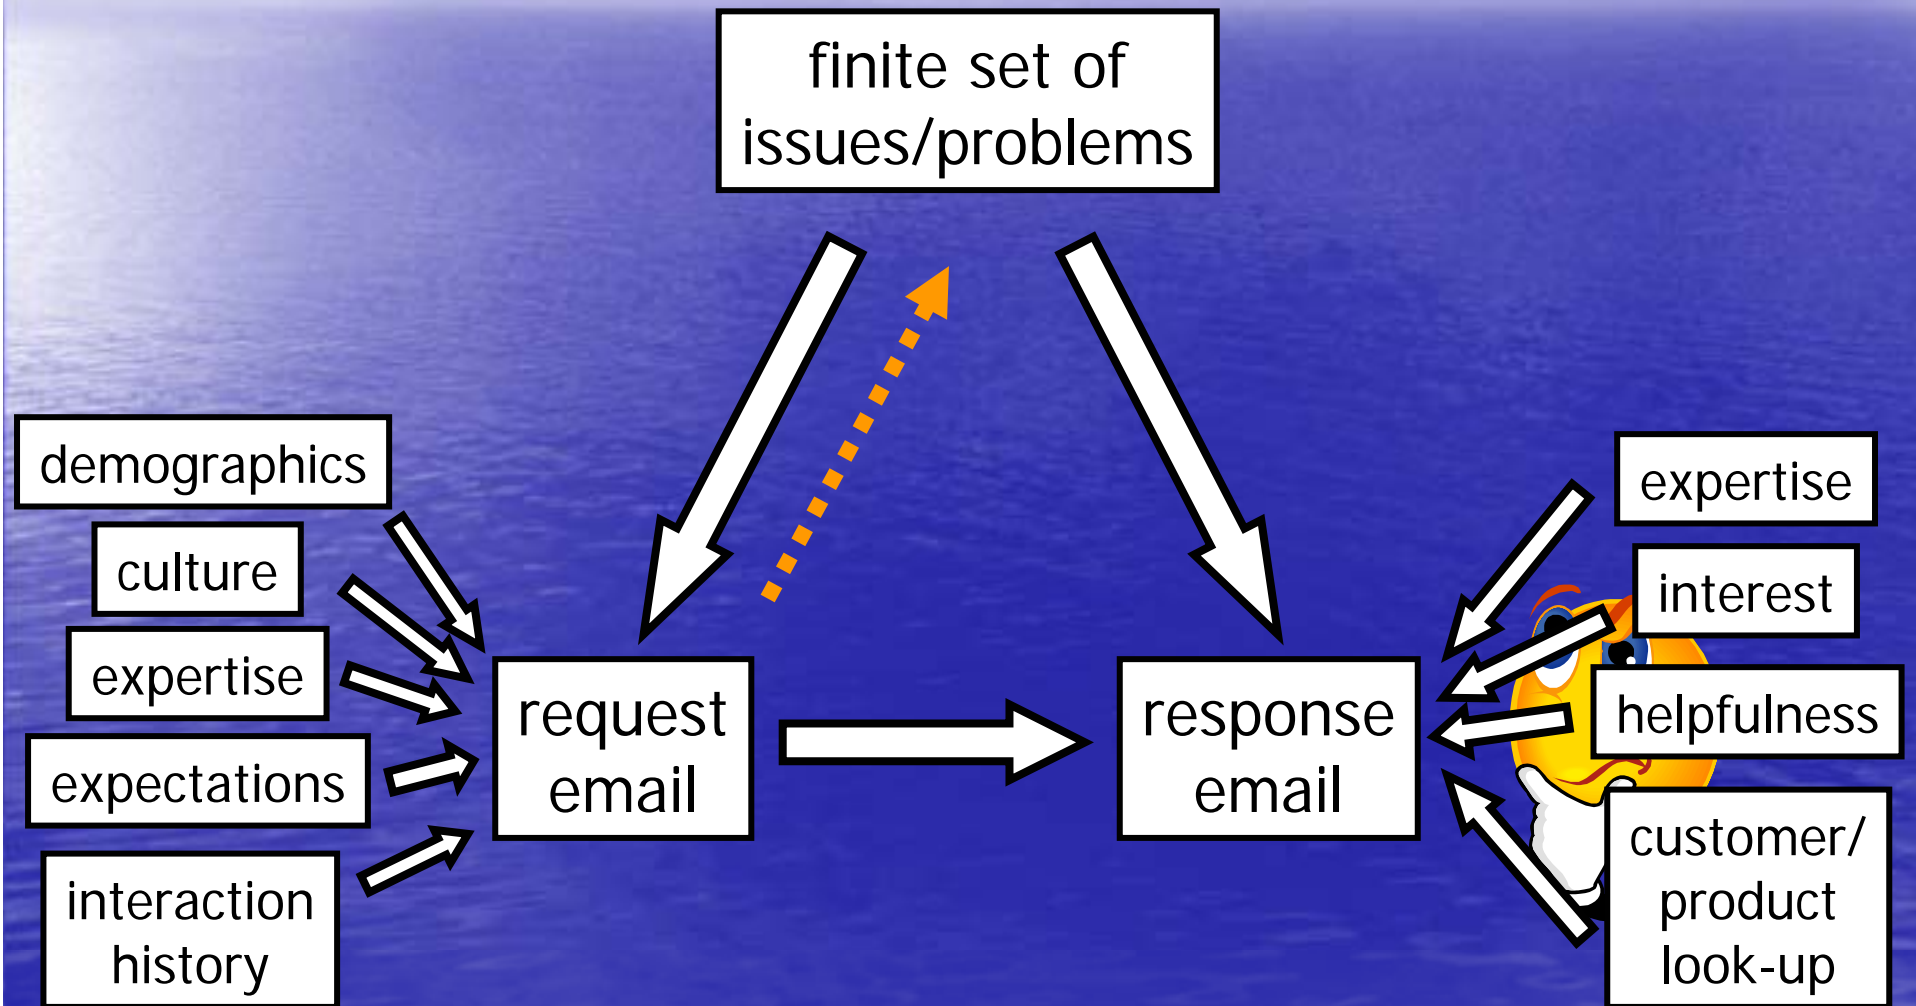 finite set of
issues/problems
demographics
culture
expertise
expectations
interaction
history
request
email
response
email
expertise
interest
helpfulness
customer/
product
look-up